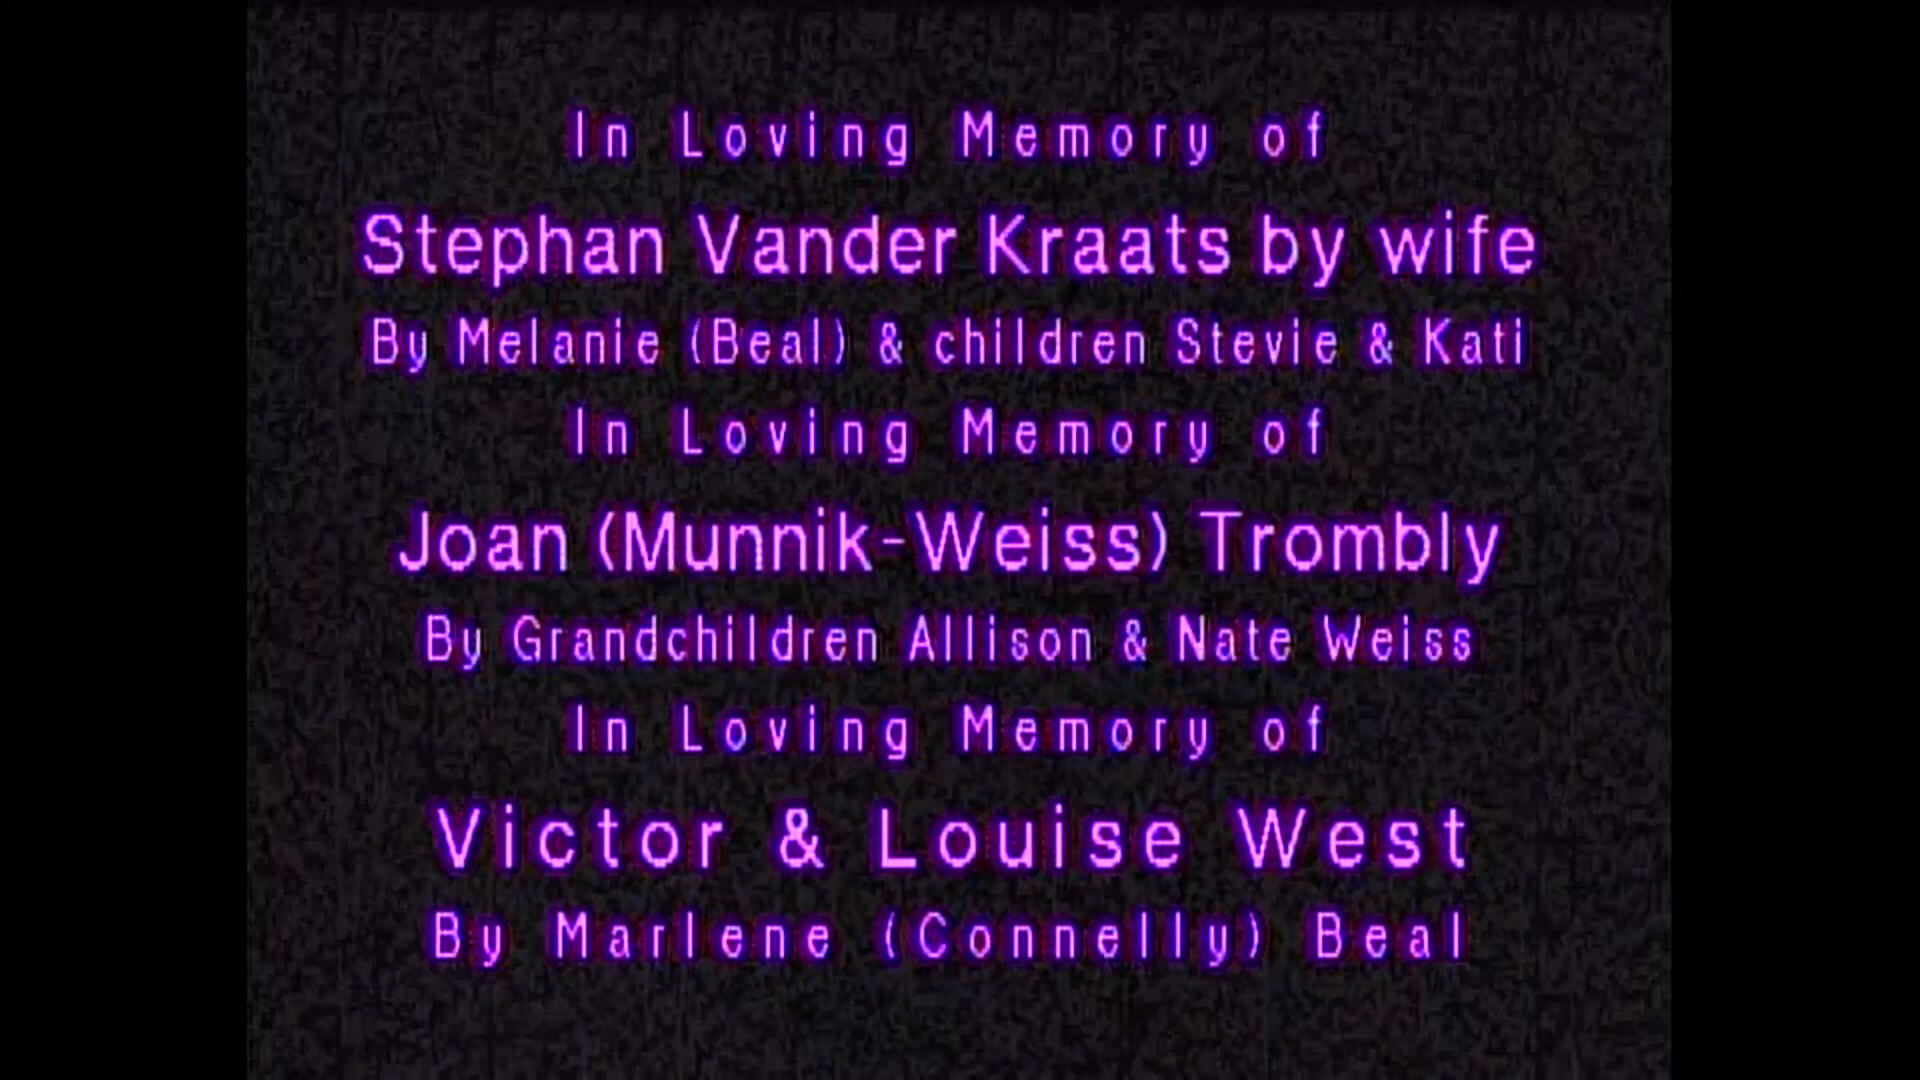 In Loving Memory of
Stephan Vander Kraats by wife
By Melanie (Beal) & children Stevie & Kati
In Loving Memory of
Joan (Munnik-Weiss) Trombly
By Grandchildren Allison & Nate Weiss
In Loving Memory of
Victor & Louise West
By Marlene (Connelly) Beal